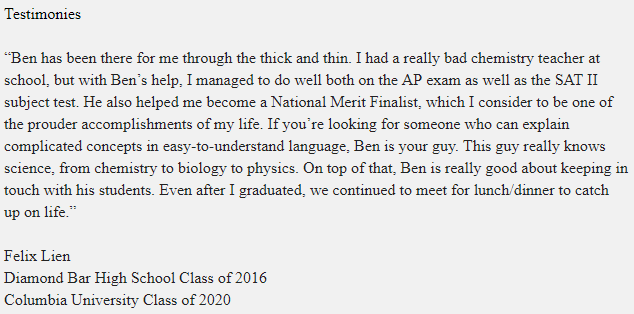 Testimonies
“Ben has been there for me through the thick and thin. I had a really bad chemistry teacher at
school, but with Ben’s help, I managed to do well both on the AP exam as well as the SAT II
subject test. He also helped me become a National Merit Finalist, which I consider to be one of
the prouder accomplishments of my life. If you’re looking for someone who can explain
complicated concepts in easy-to-understand language, Ben is your guy. This guy really knows
science, from chemistry to biology to physics. On top of that, Ben is really good about keeping in
touch with his students. Even after I graduated, we continued to meet for lunch/dinner to catch
up on life.”
Felix Lien
Diamond Bar High School Class of 2016
Columbia University Class of 2020